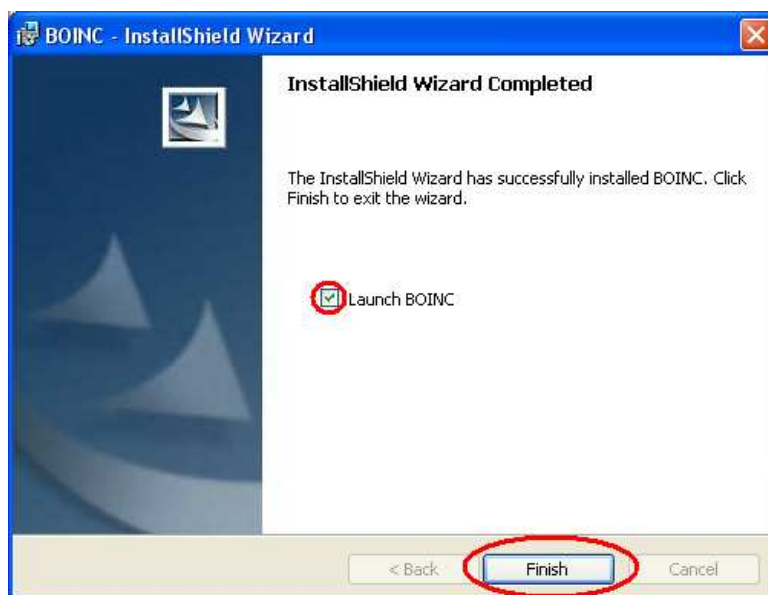 BOINC - InstallShield Wizard
InstallShield Wizard Completed
The InstallShield Wizard has successfully installed BOINC. Click
Finish to exit the wizard.
Launch BOINC
< Back Finish Cancel